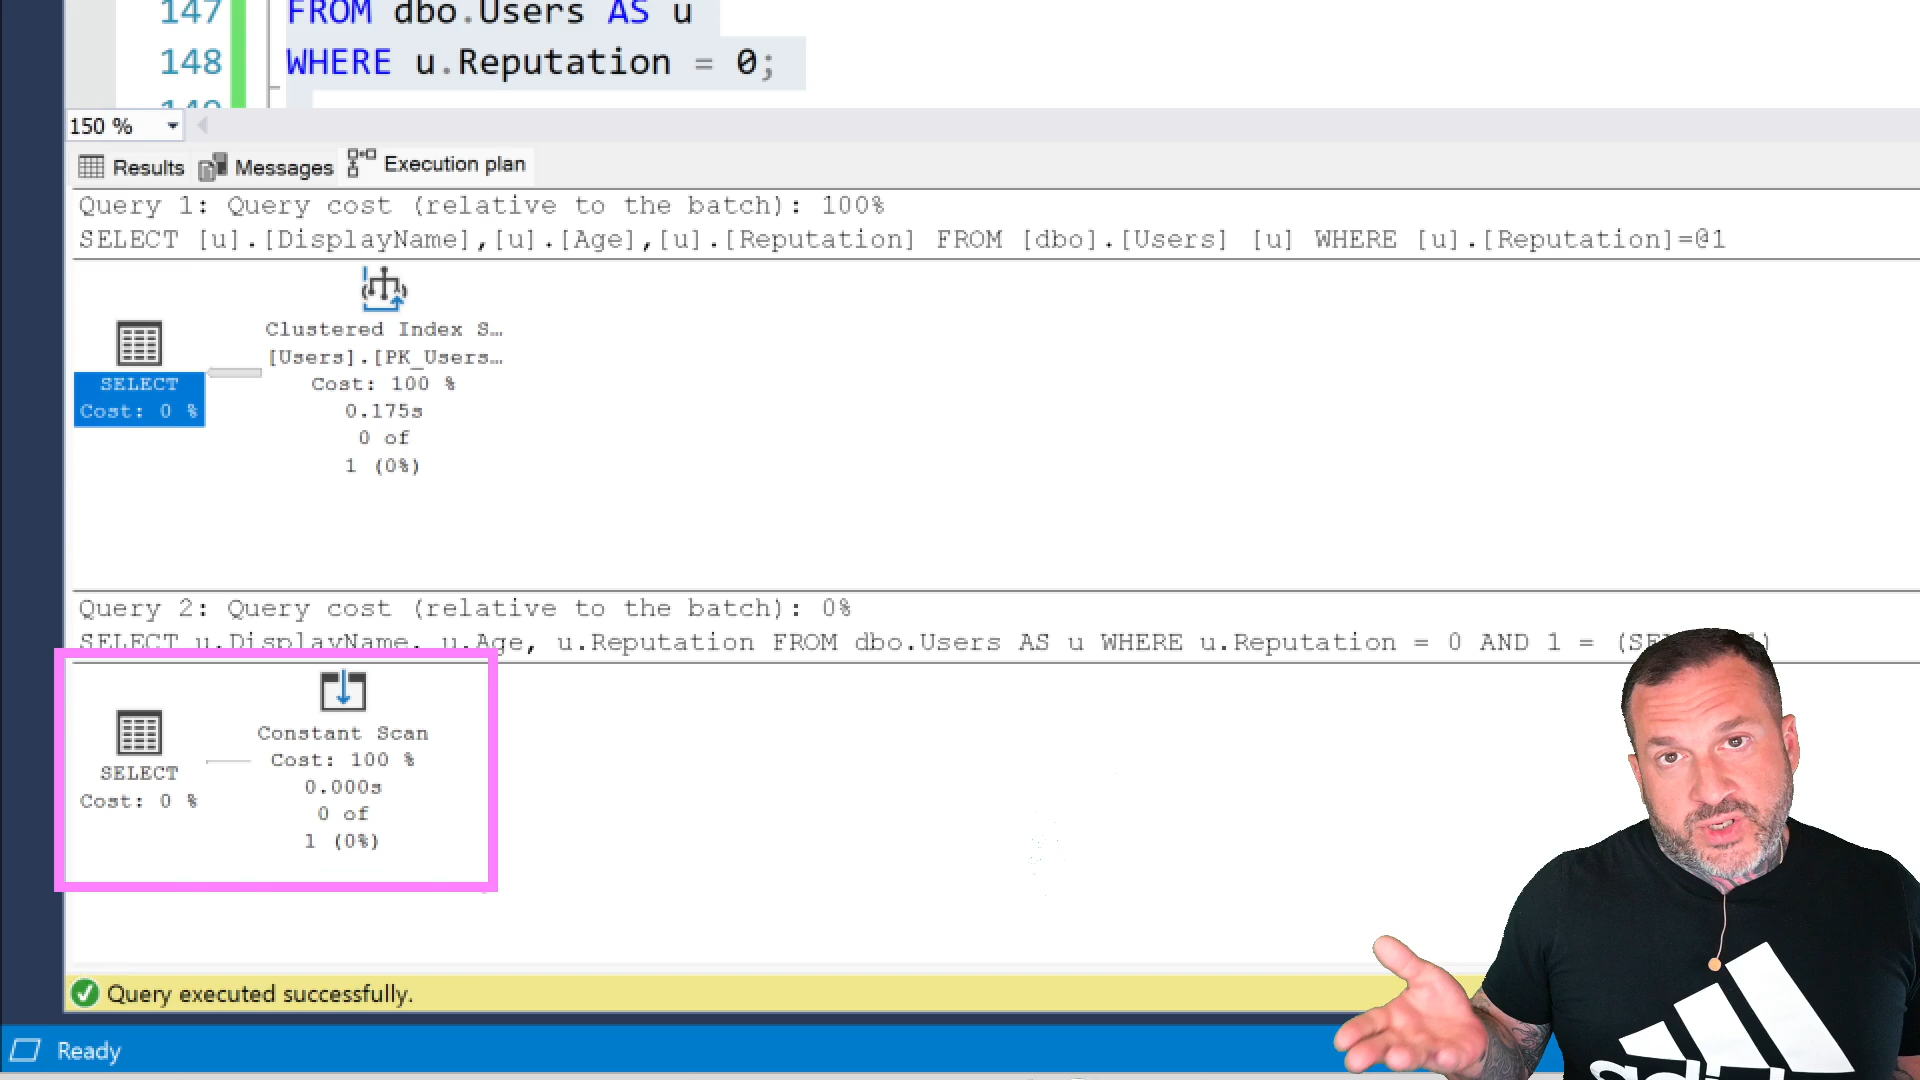 147 FROM dbo.Users AS u
148 WHERE u.Reputation = 0;
149
150 %
Results Messages Execution plan
Query 1: Query cost (relative to the batch): 100%
SELECT [u].[DisplayName],[u].[Age],[u].[Reputation] FROM [dbo].[Users] [u] WHERE [u].[Reputation]=@1
SELECT
Cost: 0 %
Clustered Index S…
[Users].[PK_Users…
Cost: 100 %
0.175s
0 of
1 (0%)
Query 2: Query cost (relative to the batch): 0%
SELECT u.DisplayName, u.Age, u.Reputation FROM dbo.Users AS u WHERE u.Reputation = 0 AND 1 = 
SELECT
Cost: 0 %
Constant Scan
Cost: 100 %
0.000s
0 of
1 (0%)
Query executed successfully.
Ready